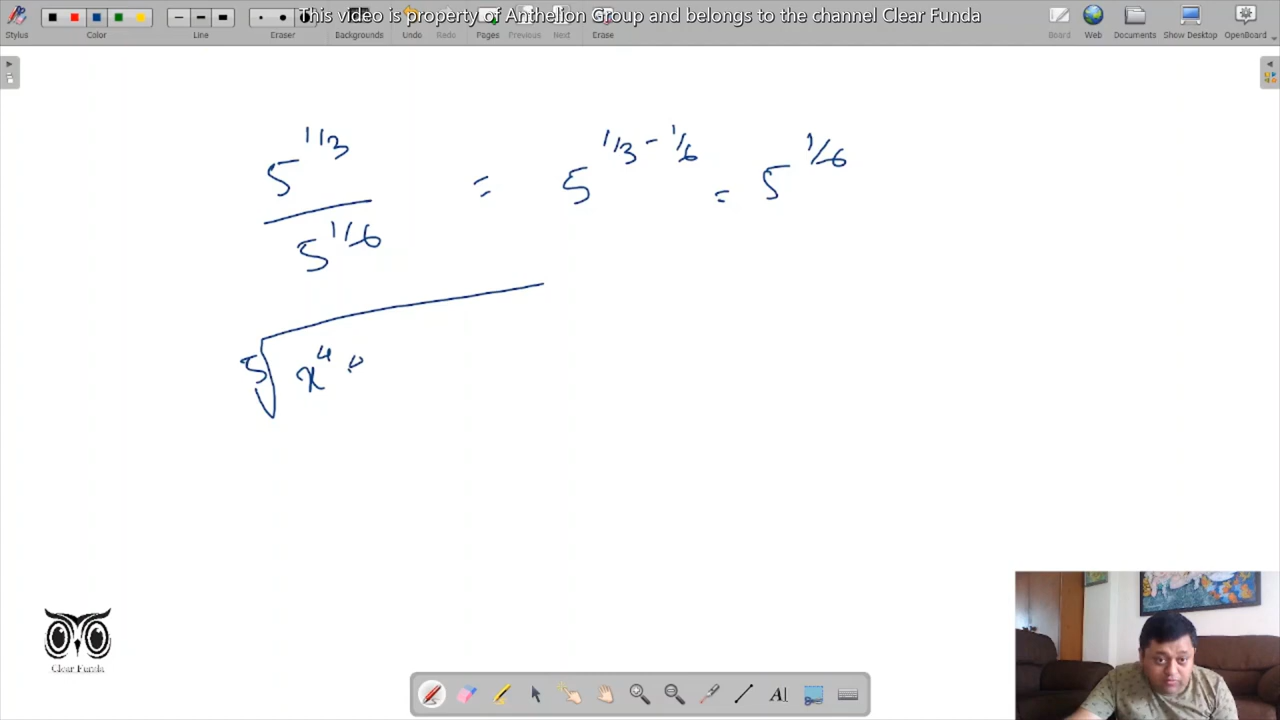 This video is property of Anthelion Group and belongs to the channel Clear Funda
Stylus Color Line Eraser Backgrounds Undo Redo Pages Previous Next Erase Board Web Documents Show Desktop OpenBoard
5^{1/3} / 5^{1/6} = 5^{1/3 - 1/6} = 5^{1/6}
⁵√x⁴
Clear Funda